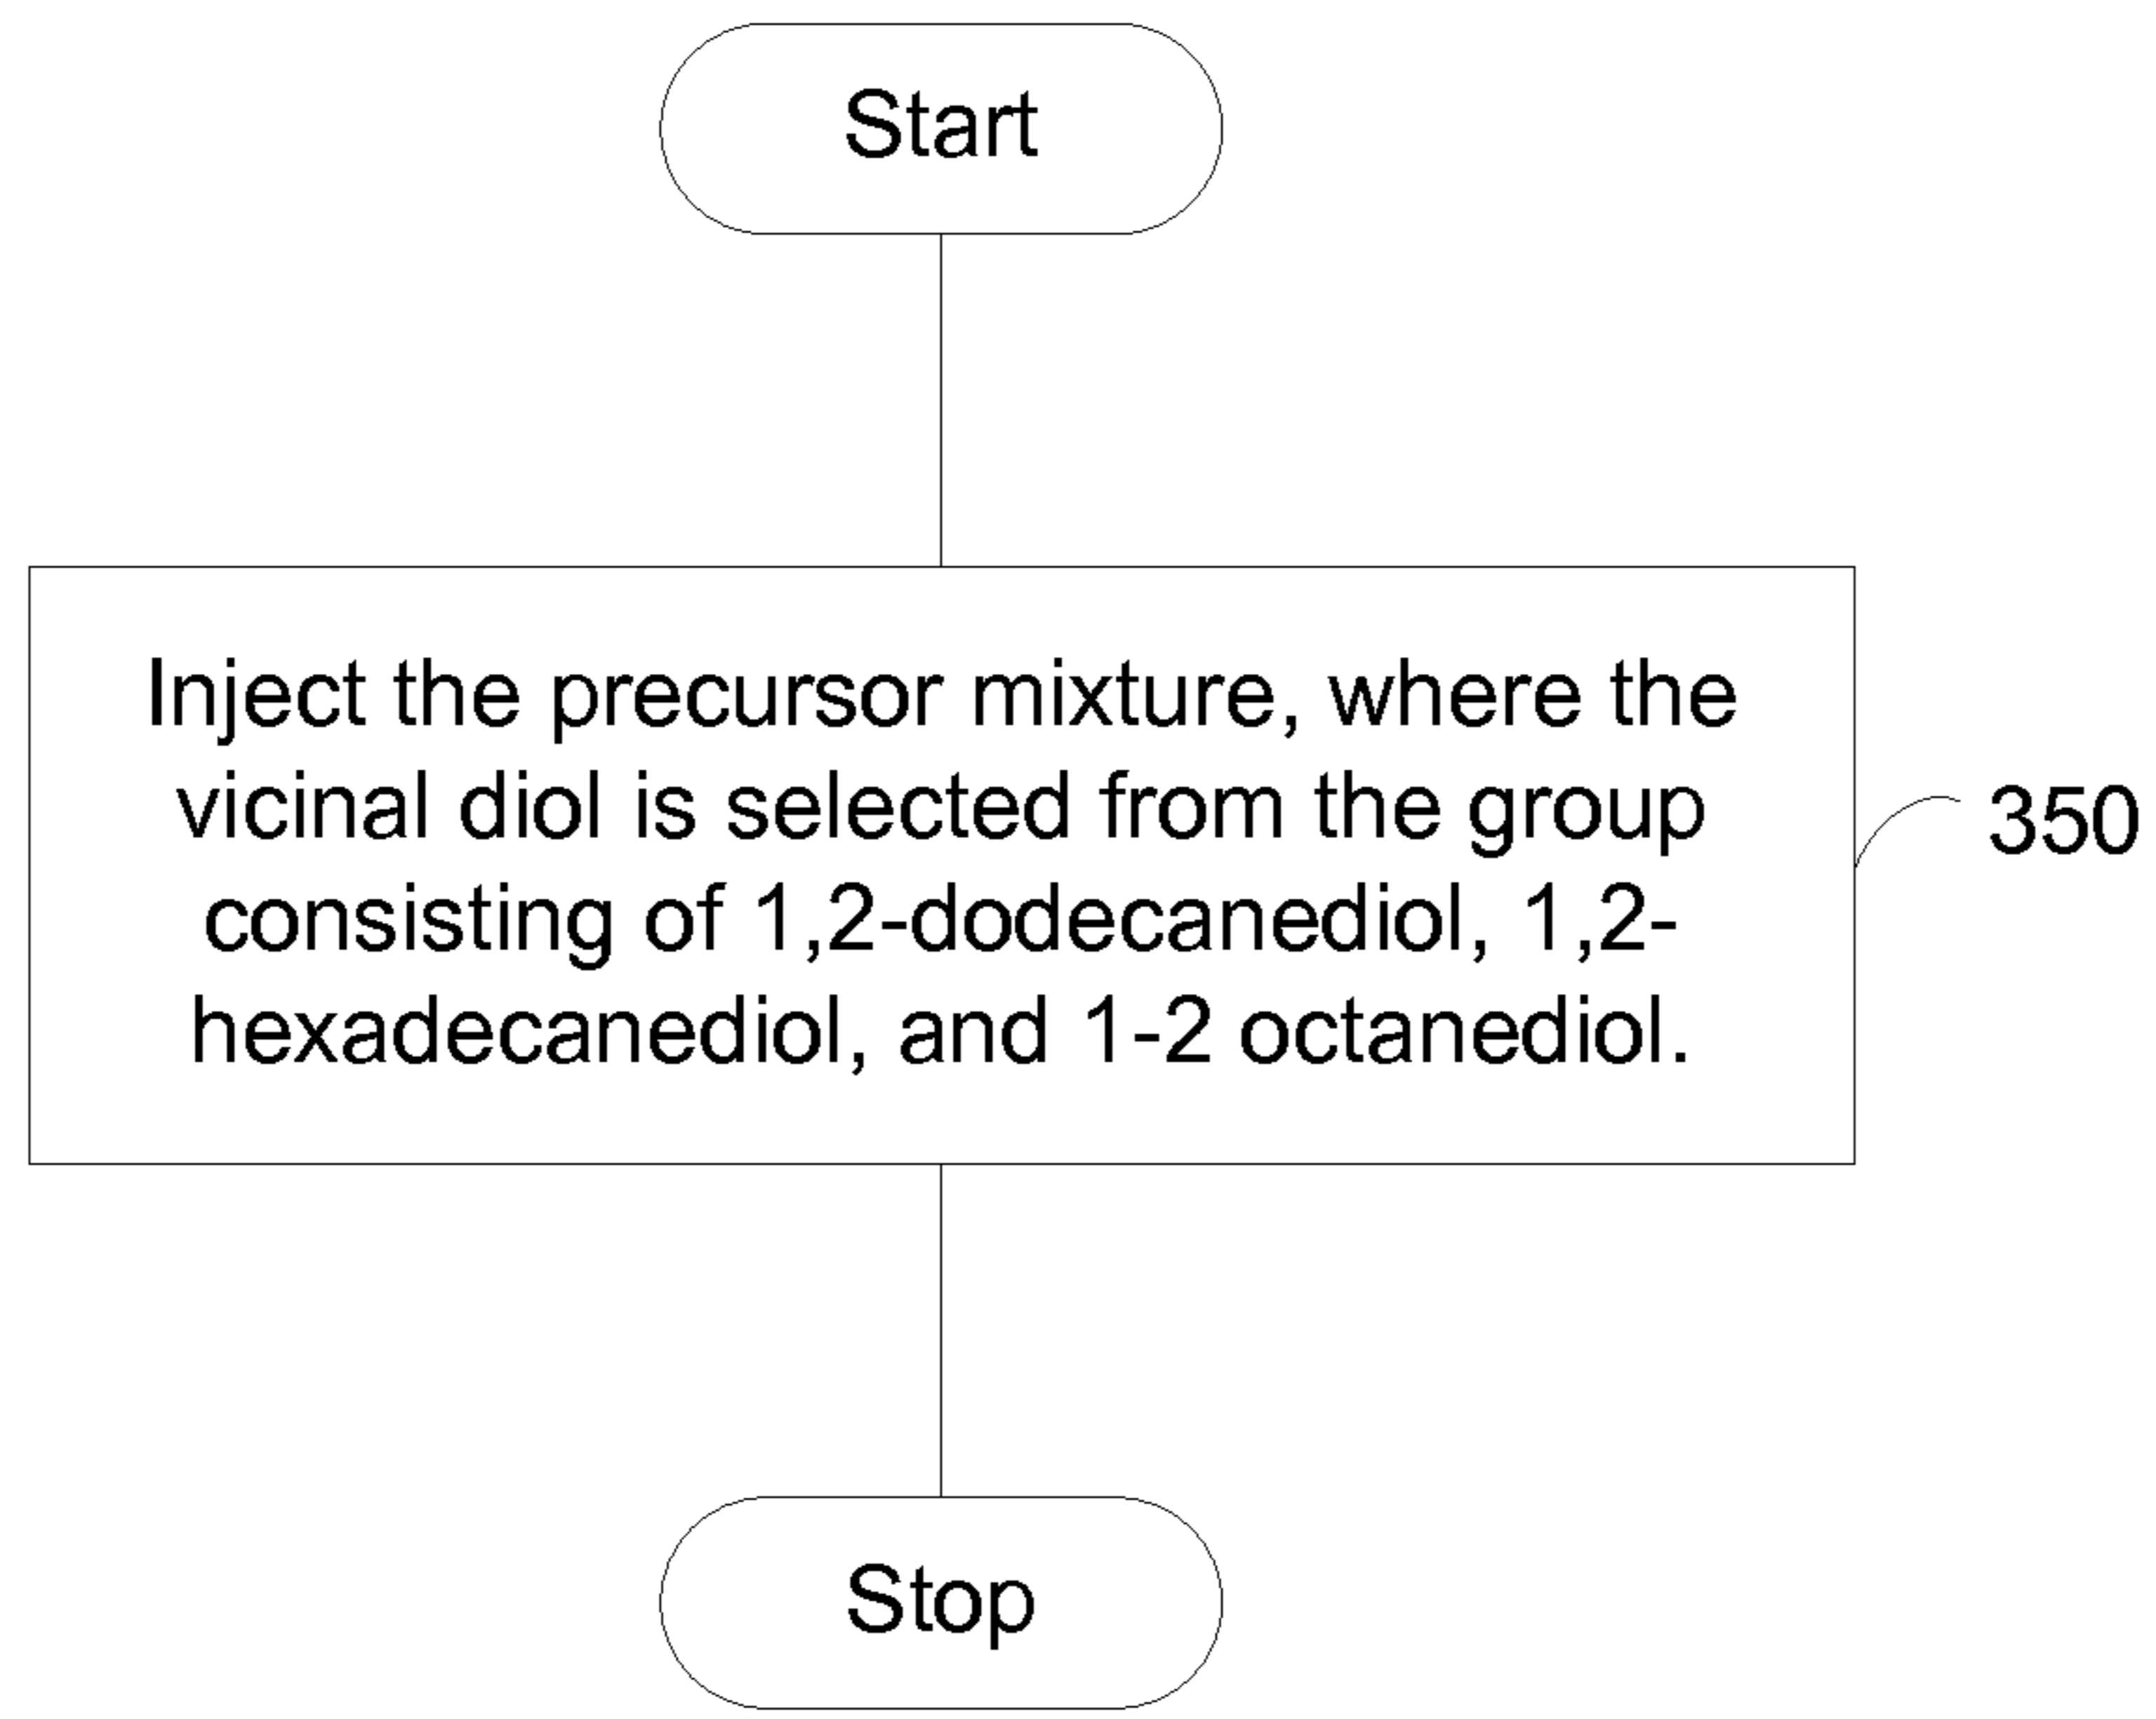 Start
Inject the precursor mixture, where the
vicinal diol is selected from the group
consisting of 1,2-dodecanediol, 1,2-
hexadecanediol, and 1-2 octanediol.
350
Stop